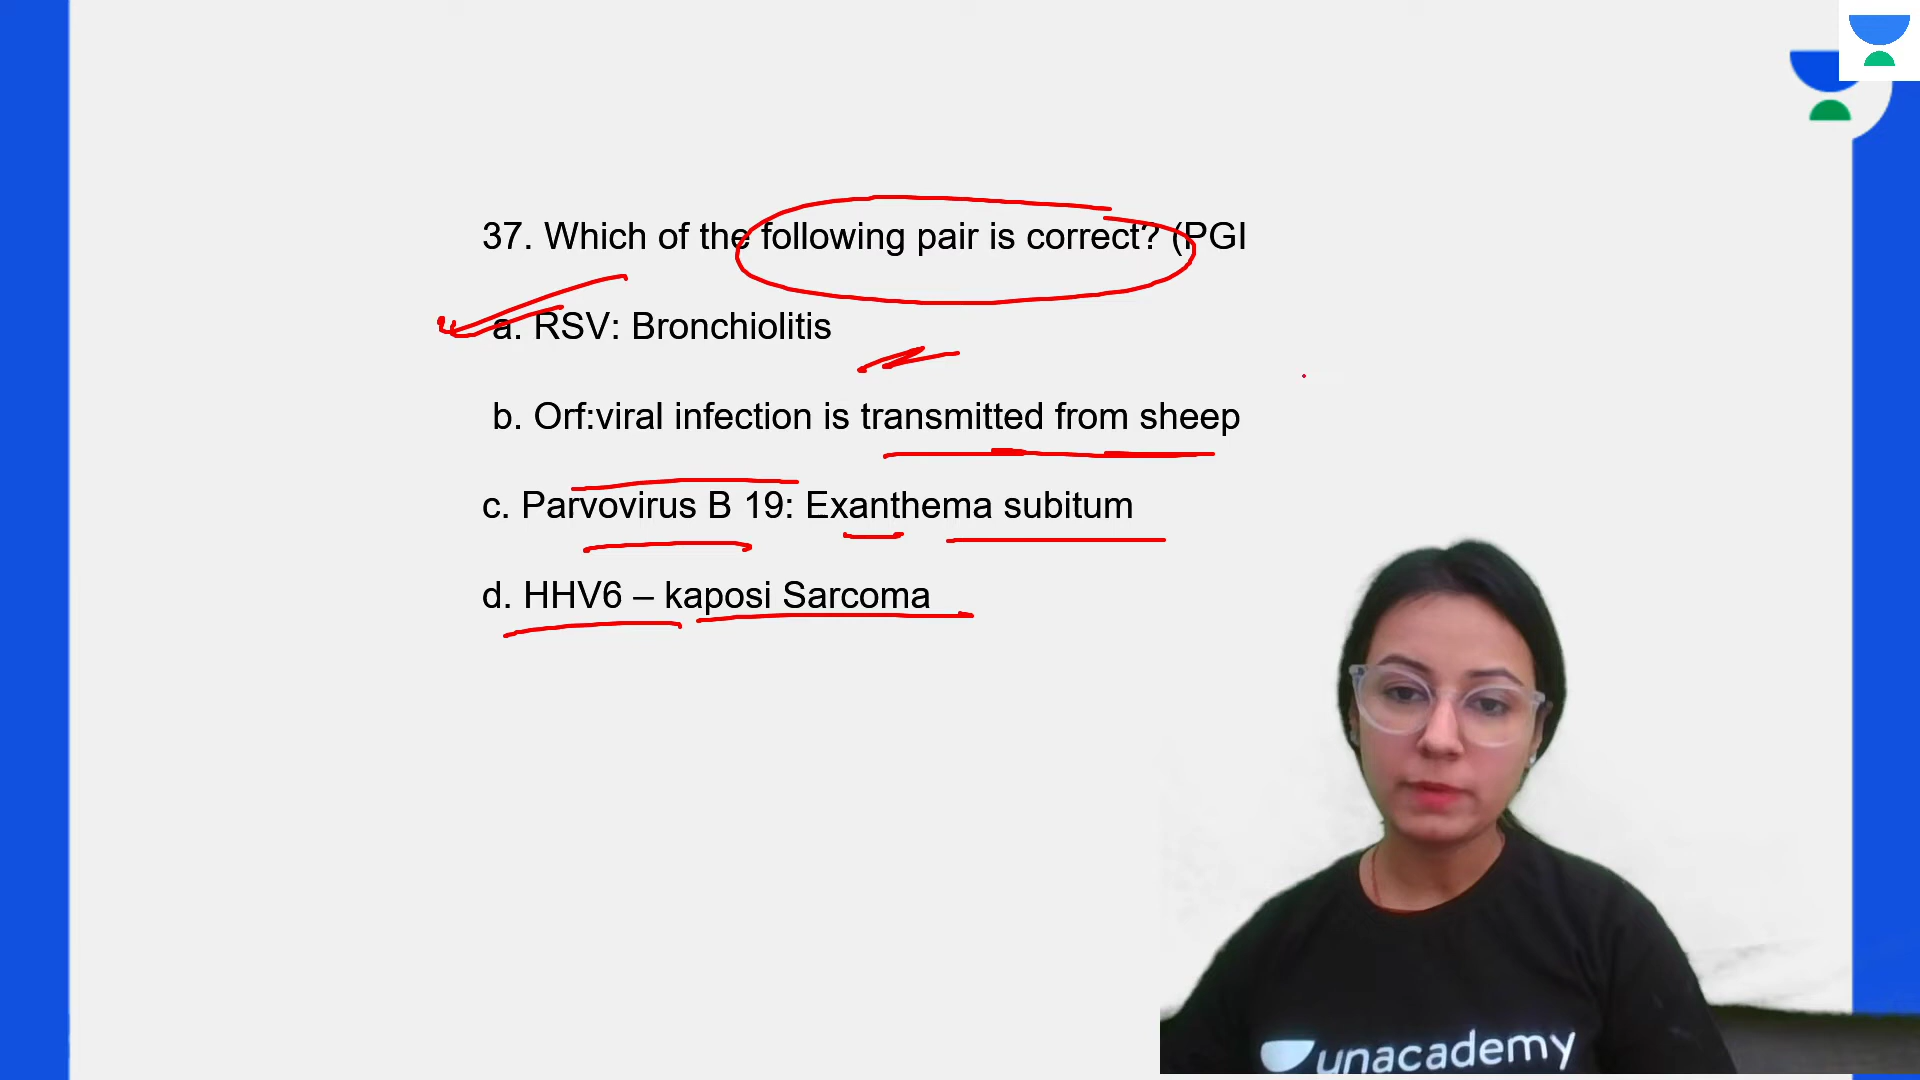 37. Which of the following pair is correct? (PGI
a. RSV: Bronchiolitis
b. Orf:viral infection is transmitted from sheep
c. Parvovirus B 19: Exanthema subitum
d. HHV6 – kaposi Sarcoma
unacademy